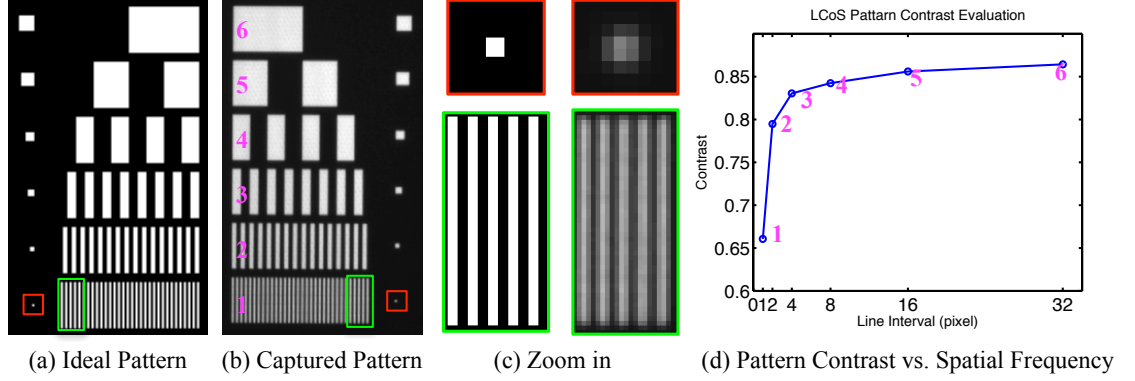 6
5
4
3
2
1
LCoS Pattarn Contrast Evaluation
Contrast
0.85
0.8
0.75
0.7
0.65
0.6
1
2
3
4
5
6
0 1 2 4 8 16 32
Line Interval (pixel)
(a) Ideal Pattern
(b) Captured Pattern
(c) Zoom in
(d) Pattern Contrast vs. Spatial Frequency